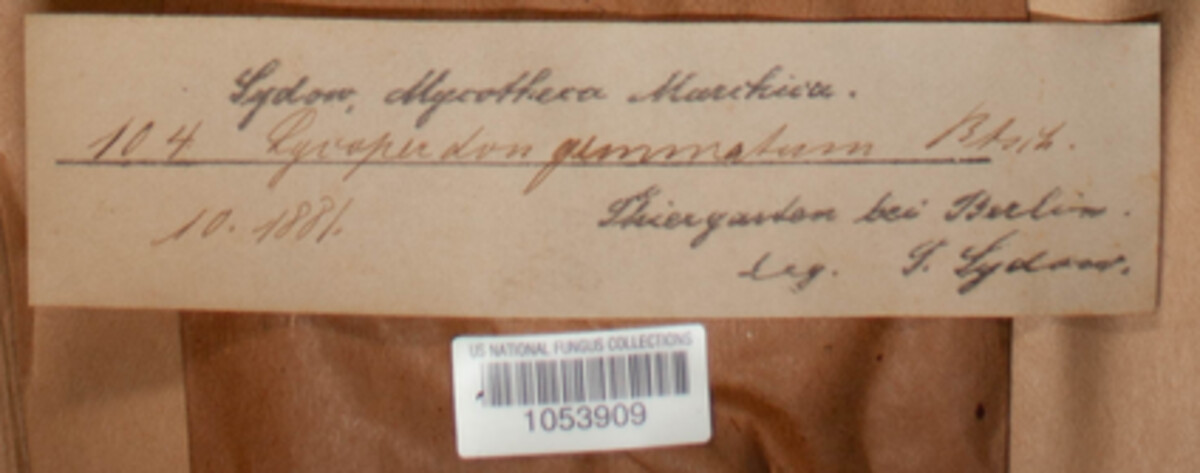 Sydow, Mycotheca Marchica.
104 Lycoperdon gemmatum Btsch.
10. 1881.
Thiergarten bei Berlin.
leg. P. Sydow.
US NATIONAL FUNGUS COLLECTIONS
1053909